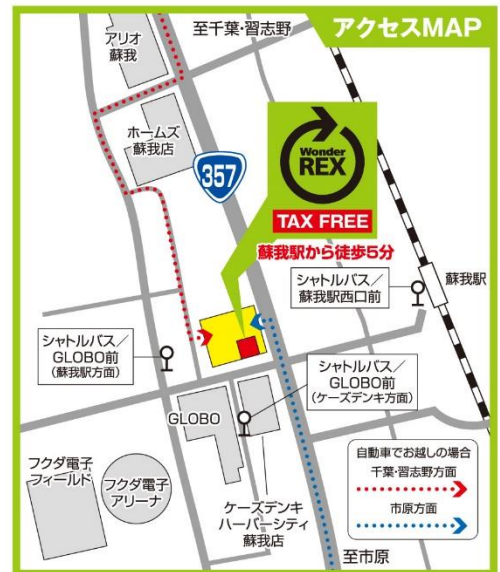 アクセスMAP
至千葉・習志野
アリオ
蘇我
ホームズ
蘇我店
357
Wonder
REX
TAX FREE
蘇我駅から徒歩5分
蘇我駅
シャトルバス／
蘇我駅西口前
シャトルバス／
GLOBO前
(蘇我駅方面)
シャトルバス／
GLOBO前
(ケーズデンキ方面)
GLOBO
フクダ電子
フィールド
フクダ電子
アリーナ
ケーズデンキ
ハーバーシティ
蘇我店
自動車でお越しの場合
千葉・習志野方面
市原方面
至市原